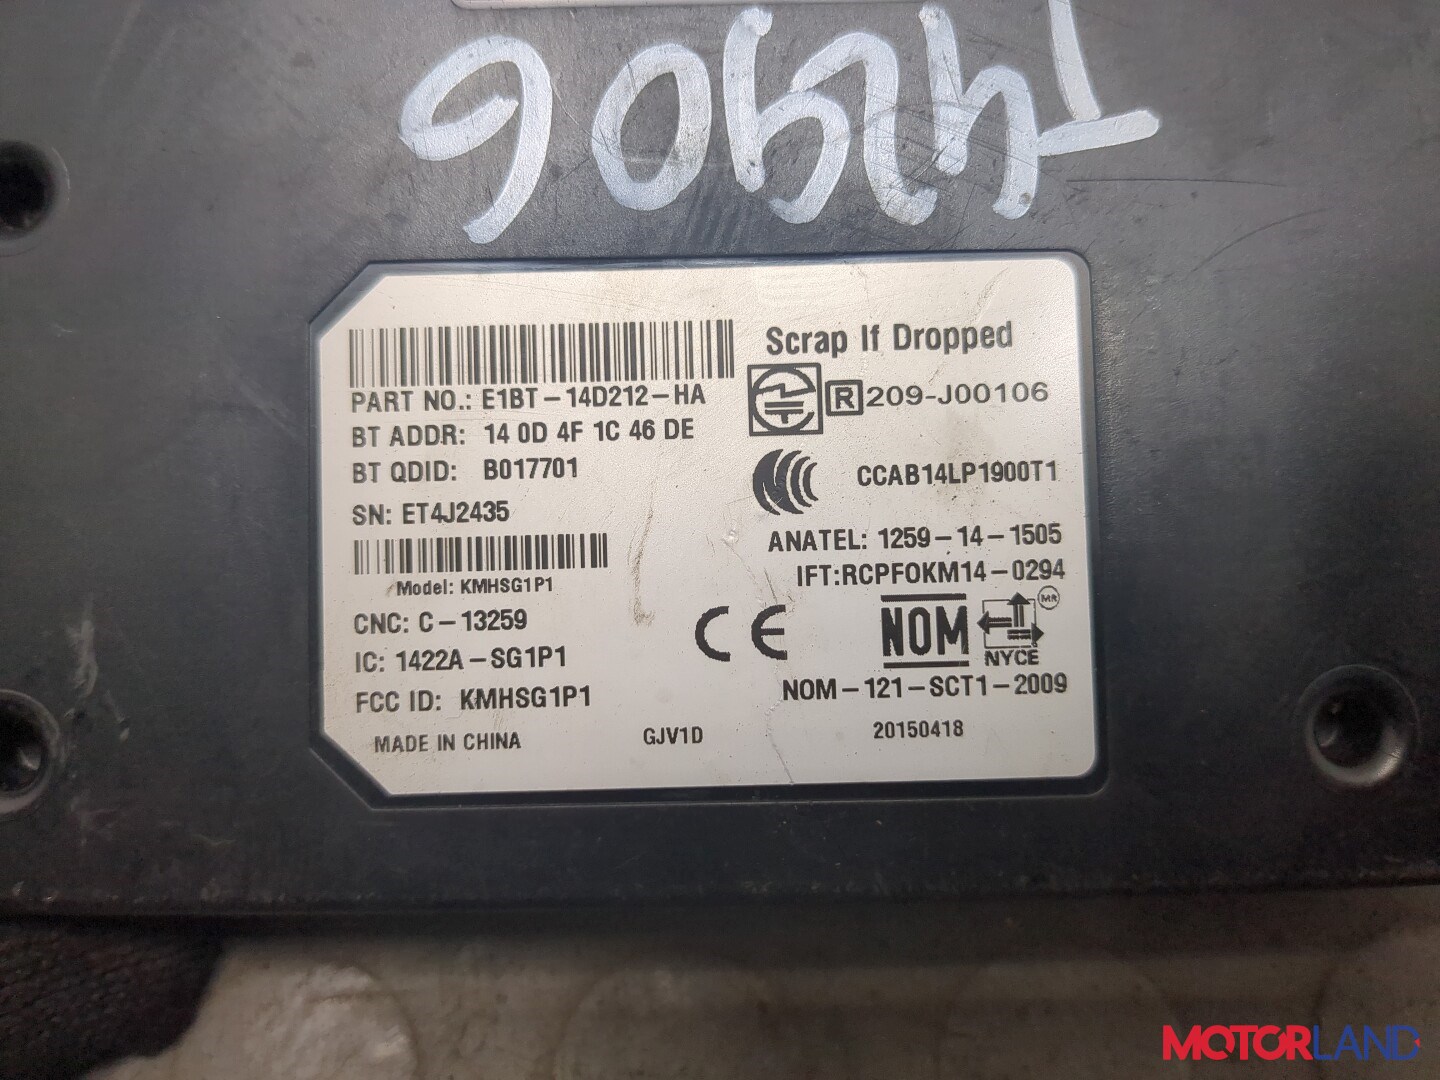 Scrap If Dropped
PART NO.: E1BT-14D212-HA
R 209-J00106
BT ADDR: 14 0D 4F 1C 46 DE
BT QDID: B017701
CCAB14LP1900T1
SN: ET4J2435
ANATEL: 1259-14-1505
Model: KMHSG1P1
IFT:RCPFOKM14-0294
CNC: C-13259
CE
NOM
MR
NYCE
IC: 1422A-SG1P1
FCC ID: KMHSG1P1
NOM-121-SCT1-2009
MADE IN CHINA
GJV1D
20150418
MOTORLAND